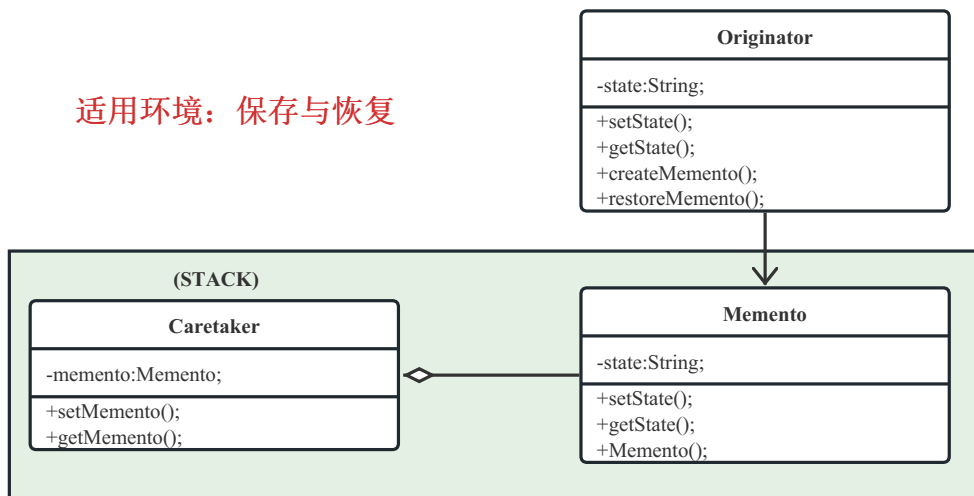 适用环境：保存与恢复
Originator
-state:String;
+setState();
+getState();
+createMemento();
+restoreMemento();
(STACK)
Caretaker
-memento:Memento;
+setMemento();
+getMemento();
Memento
-state:String;
+setState();
+getState();
+Memento();